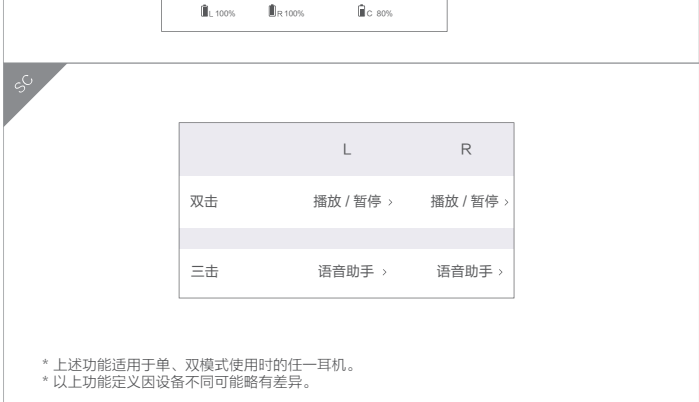 L 100% R 100% C 80%
SC
L R
双击 播放 / 暂停 > 播放 / 暂停 >
三击 语音助手 > 语音助手 >
* 上述功能适用于单、双模式使用时的任一耳机。
* 以上功能定义因设备不同可能略有差异。